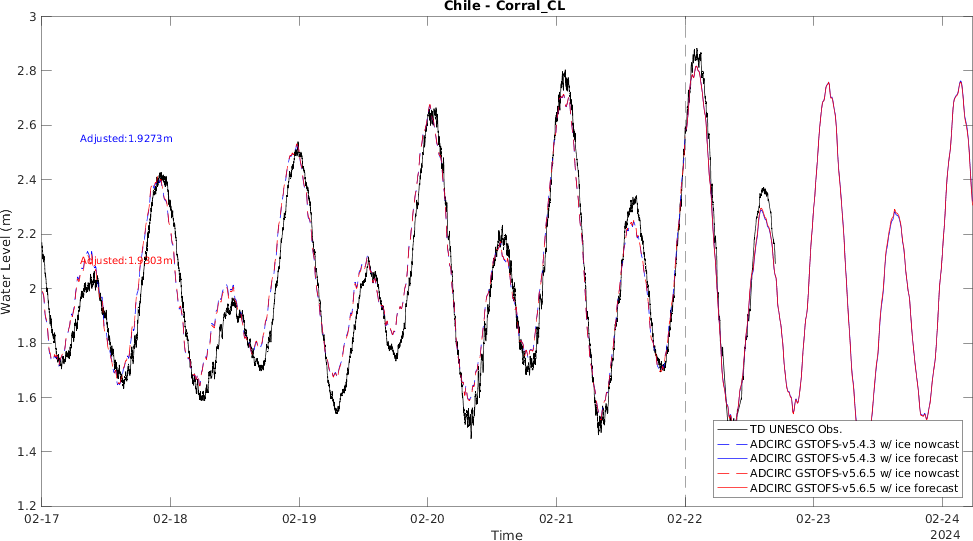 Chile - Corral_CL
3
2.8
2.6
2.4
2.2
2
1.8
1.6
1.4
1.2
Water Level (m)
Adjusted:1.9273m
Adjusted:1.9303m
TD UNESCO Obs.
ADCIRC GSTOFS-v5.4.3 w/ ice nowcast
ADCIRC GSTOFS-v5.4.3 w/ ice forecast
ADCIRC GSTOFS-v5.6.5 w/ ice nowcast
ADCIRC GSTOFS-v5.6.5 w/ ice forecast
02-17 02-18 02-19 02-20 02-21 02-22 02-23 02-24
Time
2024